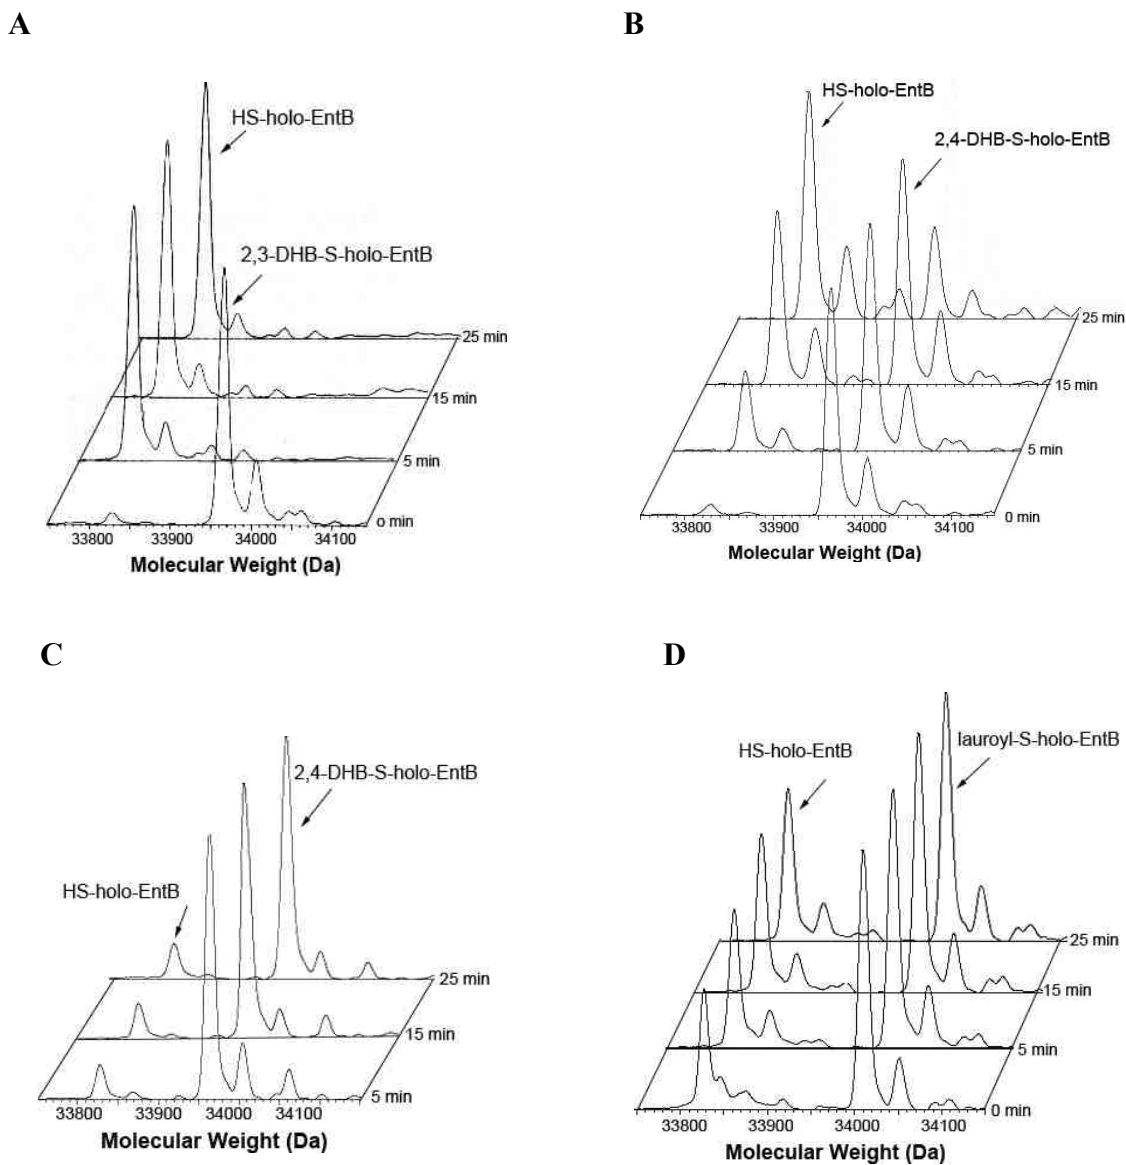 A
HS-holo-EntB
2,3-DHB-S-holo-EntB
25 min
15 min
5 min
o min
33800 33900 34000 34100
Molecular Weight (Da)
B
HS-holo-EntB
2,4-DHB-S-holo-EntB
25 min
15 min
5 min
0 min
33800 33900 34000 34100
Molecular Weight (Da)
C
2,4-DHB-S-holo-EntB
HS-holo-EntB
25 min
15 min
5 min
33800 33900 34000 34100
Molecular Weight (Da)
D
lauroyl-S-holo-EntB
HS-holo-EntB
25 min
15 min
5 min
0 min
33800 33900 34000 34100
Molecular Weight (Da)